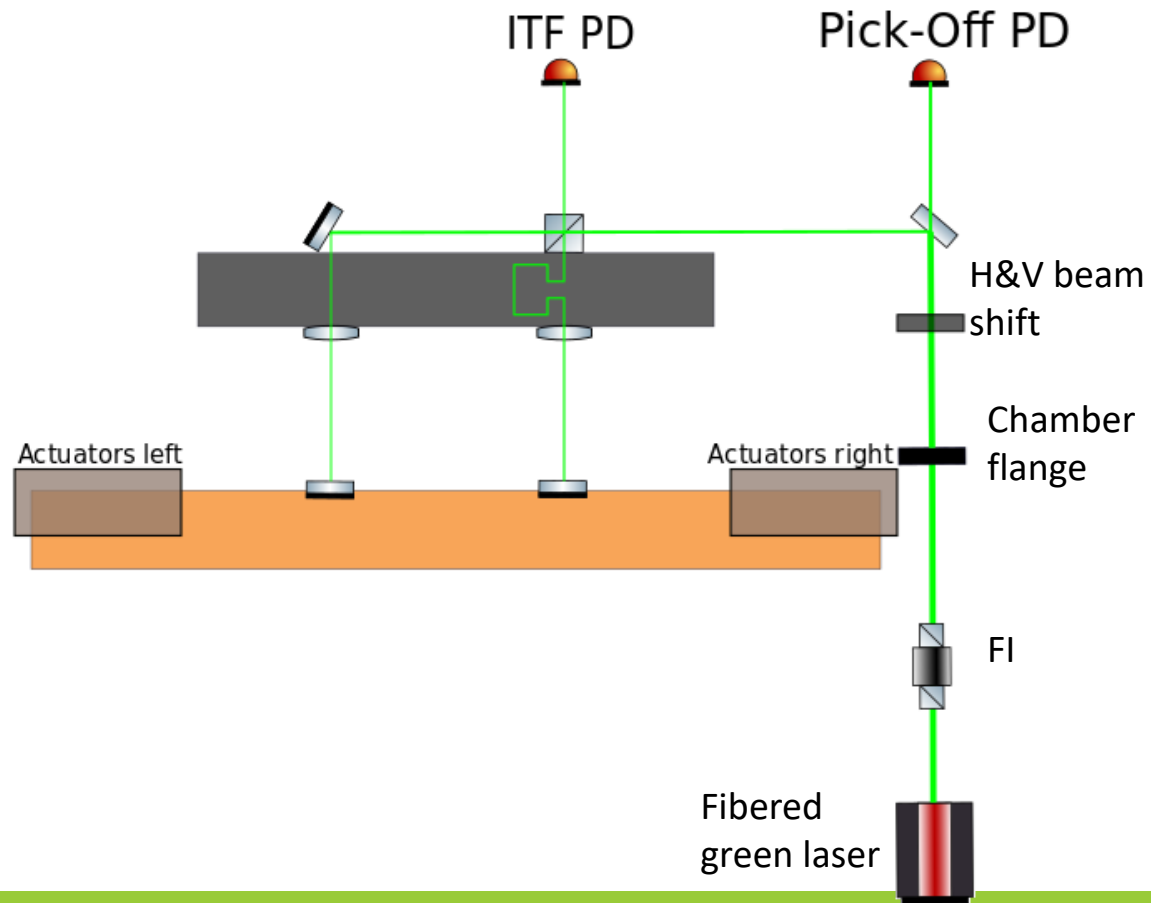 ITF PD
Pick-Off PD
H&V beam
shift
Chamber
flange
Actuators left
Actuators right
FI
Fibered
green laser